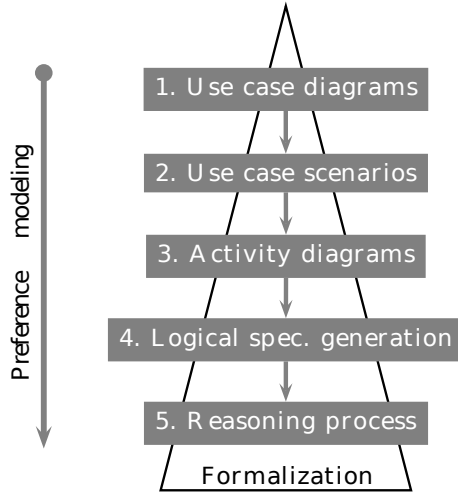 1. Use case diagrams
2. Use case scenarios
3. Activity diagrams
4. Logical spec. generation
5. Reasoning process
Formalization
Preference modeling